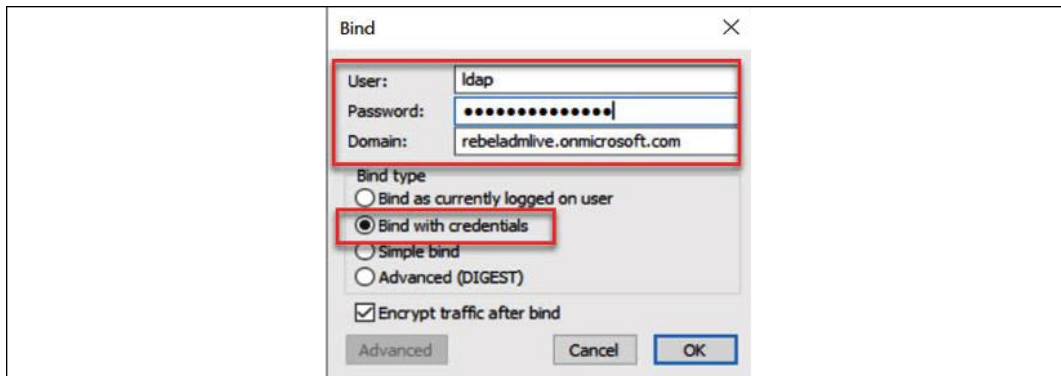 Bind
User: ldap
Password: ●●●●●●●●●●●●●●
Domain: rebeladmlive.onmicrosoft.com
Bind type
Bind as currently logged on user
Bind with credentials
Simple bind
Advanced (DIGEST)
Encrypt traffic after bind
Advanced Cancel OK